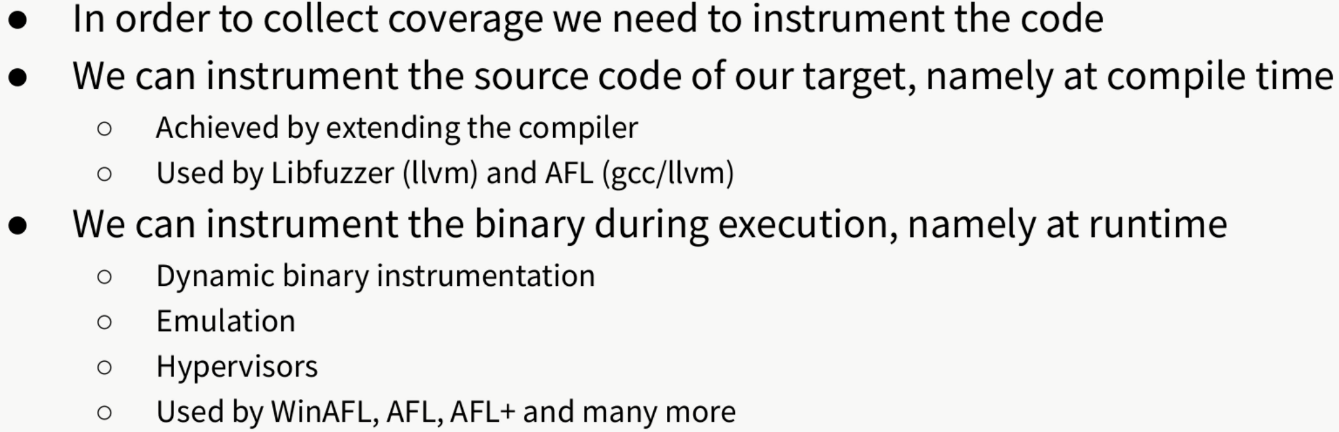 ● In order to collect coverage we need to instrument the code
● We can instrument the source code of our target, namely at compile time
○ Achieved by extending the compiler
○ Used by Libfuzzer (llvm) and AFL (gcc/llvm)
● We can instrument the binary during execution, namely at runtime
○ Dynamic binary instrumentation
○ Emulation
○ Hypervisors
○ Used by WinAFL, AFL, AFL+ and many more